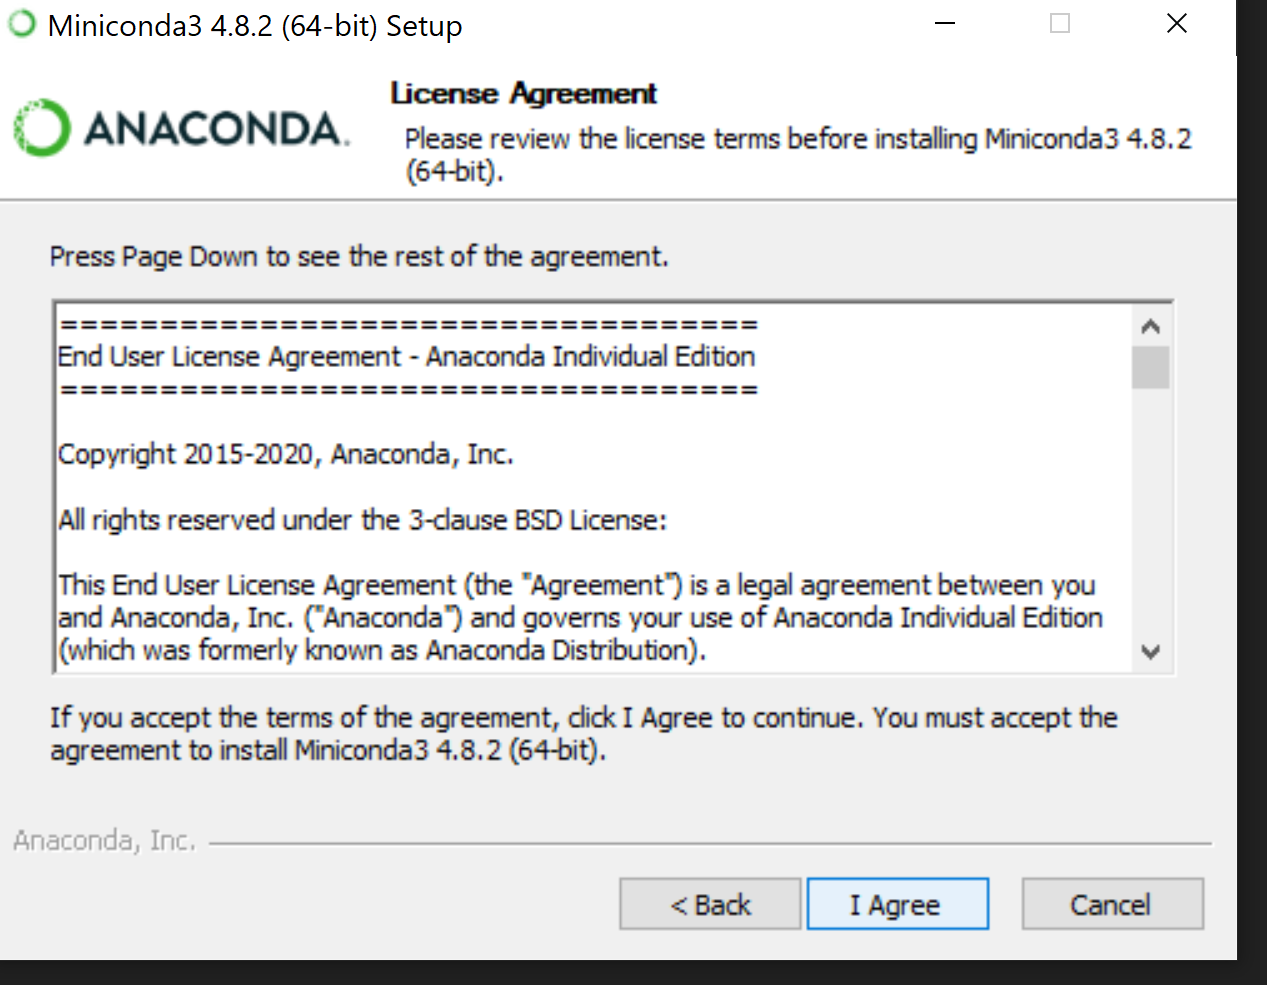 Miniconda3 4.8.2 (64-bit) Setup
ANACONDA.
License Agreement
Please review the license terms before installing Miniconda3 4.8.2
(64-bit).
Press Page Down to see the rest of the agreement.
===================================
End User License Agreement - Anaconda Individual Edition
===================================
Copyright 2015-2020, Anaconda, Inc.
All rights reserved under the 3-clause BSD License:
This End User License Agreement (the "Agreement") is a legal agreement between you
and Anaconda, Inc. ("Anaconda") and governs your use of Anaconda Individual Edition
(which was formerly known as Anaconda Distribution).
If you accept the terms of the agreement, click I Agree to continue. You must accept the
agreement to install Miniconda3 4.8.2 (64-bit).
Anaconda, Inc.
< Back
I Agree
Cancel